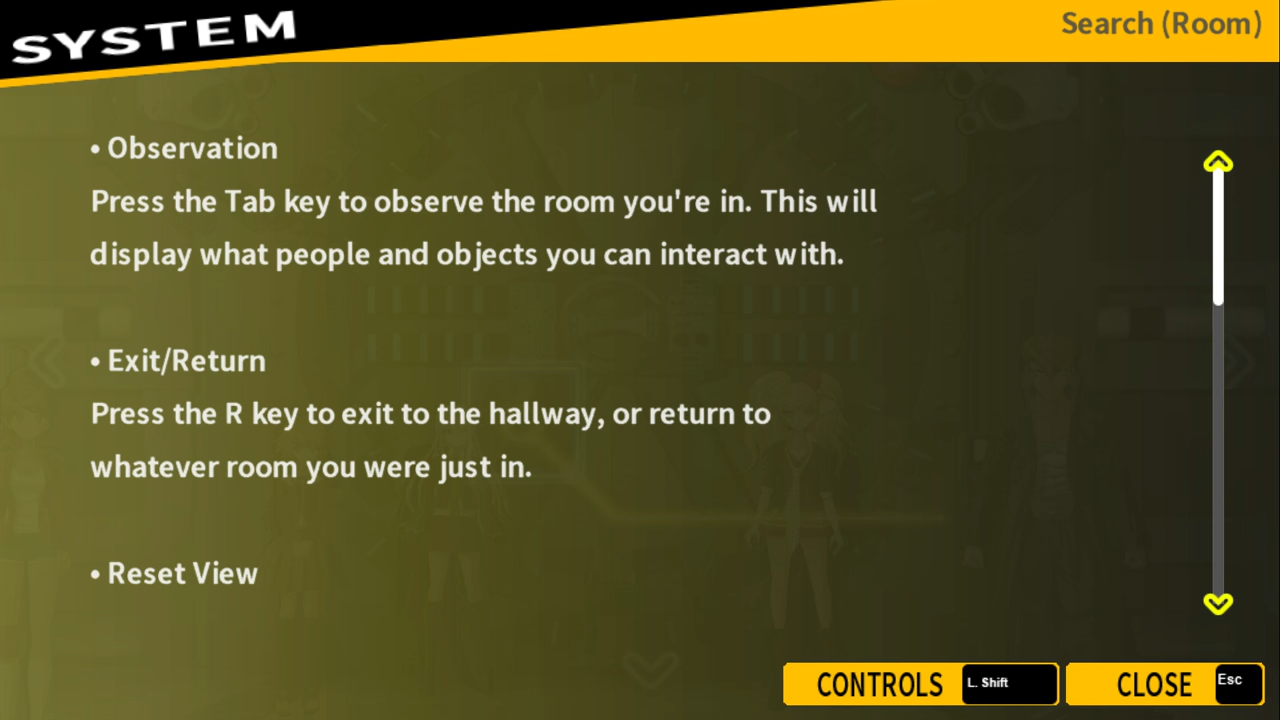 SYSTEM
Search (Room)
• Observation
Press the Tab key to observe the room you're in. This will
display what people and objects you can interact with.
• Exit/Return
Press the R key to exit to the hallway, or return to
whatever room you were just in.
• Reset View
CONTROLS L. Shift CLOSE Esc